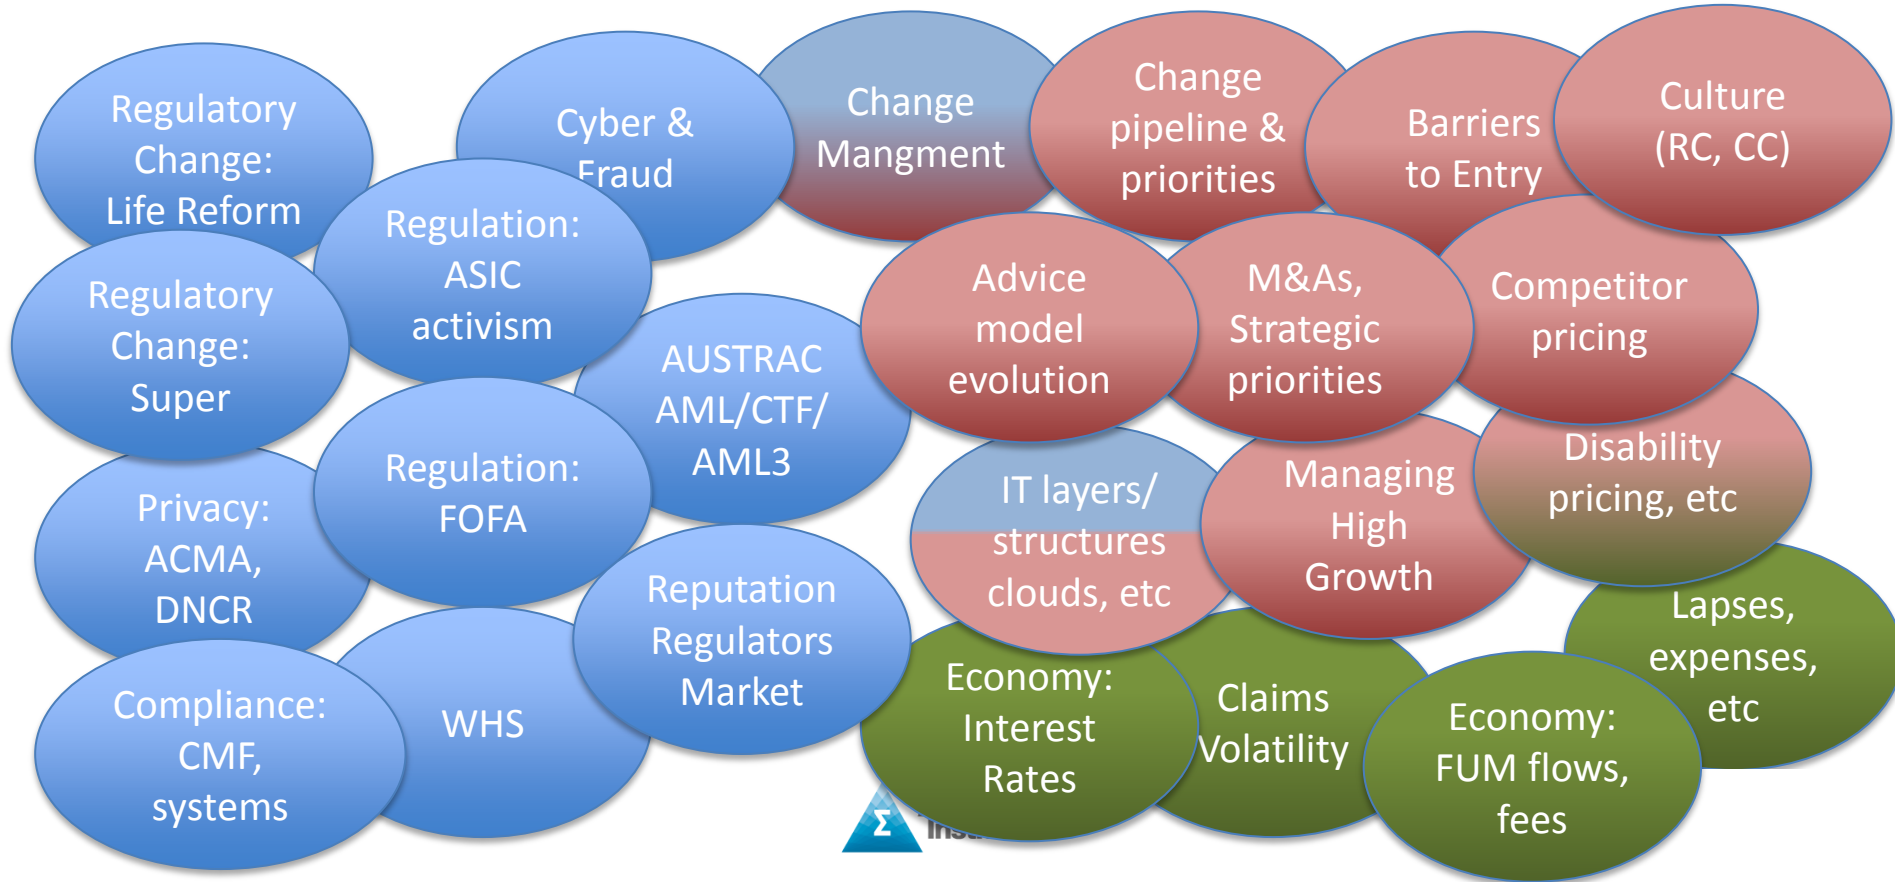 Regulatory
Change:
Life Reform
Cyber &
Fraud
Change
Mangment
Change
pipeline &
priorities
Barriers
to Entry
Culture
(RC, CC)
Regulatory
Change:
Super
Regulation:
ASIC
activism
AUSTRAC
AML/CTF/
AML3
Advice
model
evolution
M&As,
Strategic
priorities
Competitor
pricing
Privacy:
ACMA,
DNCR
Regulation:
FOFA
IT layers/
structures
clouds, etc
Managing
High
Growth
Disability
pricing, etc
Compliance:
CMF,
systems
WHS
Reputation
Regulators
Market
Economy:
Interest
Rates
Claims
Volatility
Economy:
FUM flows,
fees
Lapses,
expenses,
etc
Σ